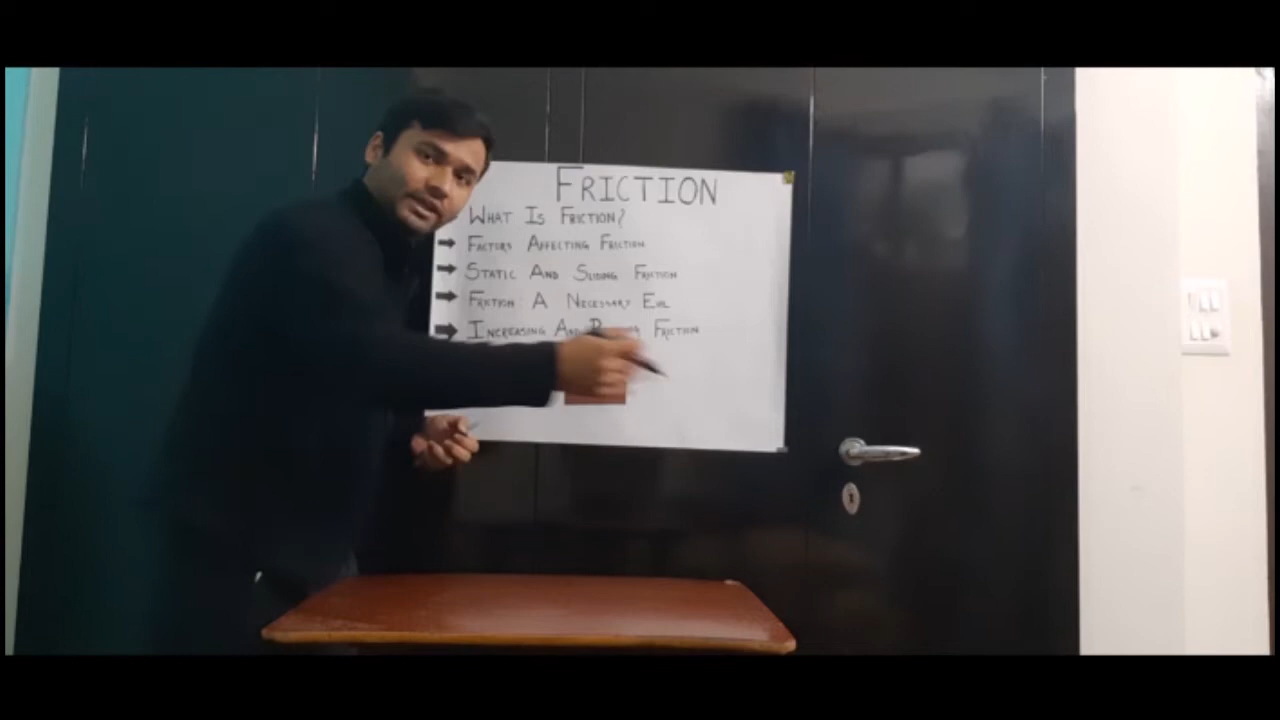 FRICTION
WHAT IS FRICTION?
FACTORS AFFECTING FRICTION
STATIC AND SLIDING FRICTION
FRICTION : A NECESSARY EVIL
INCREASING AND FRICTION